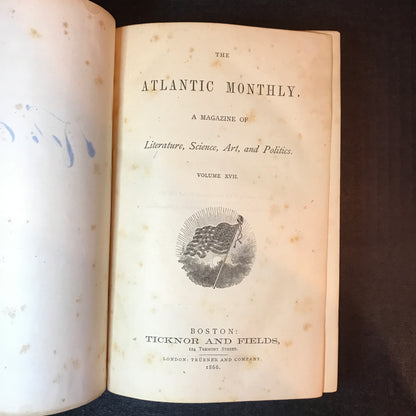 THE
ATLANTIC MONTHLY.
A MAGAZINE OF
Literature, Science, Art, and Politics.
VOLUME XVII.
BOSTON:
TICKNOR AND FIELDS,
124 TREMONT STREET.
LONDON: TRÜBNER AND COMPANY.
1866.